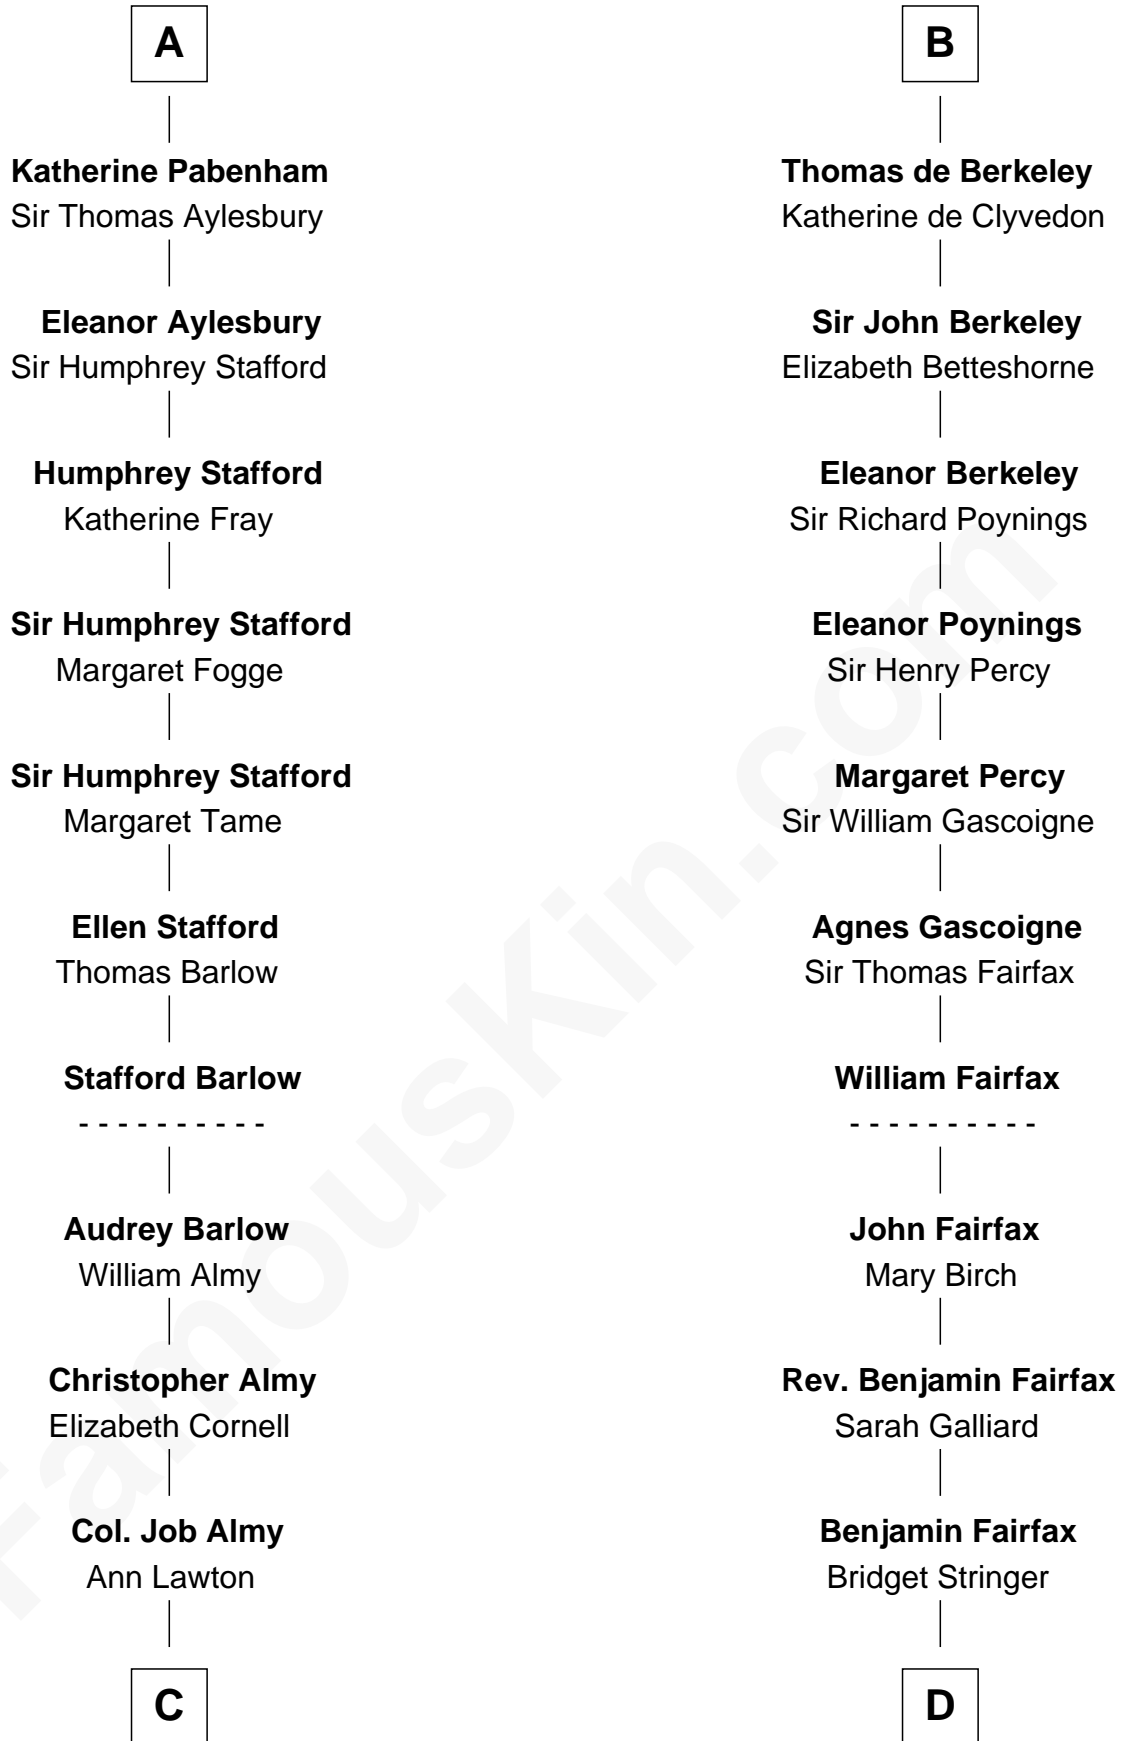 A
Katherine Pabenham
Sir Thomas Aylesbury
Eleanor Aylesbury
Sir Humphrey Stafford
Humphrey Stafford
Katherine Fray
Sir Humphrey Stafford
Margaret Fogge
Sir Humphrey Stafford
Margaret Tame
Ellen Stafford
Thomas Barlow
Stafford Barlow
- - - - - - - - - -
Audrey Barlow
William Almy
Christopher Almy
Elizabeth Cornell
Col. Job Almy
Ann Lawton
C
B
Thomas de Berkeley
Katherine de Clyvedon
Sir John Berkeley
Elizabeth Betteshorne
Eleanor Berkeley
Sir Richard Poynings
Eleanor Poynings
Sir Henry Percy
Margaret Percy
Sir William Gascoigne
Agnes Gascoigne
Sir Thomas Fairfax
William Fairfax
- - - - - - - - - -
John Fairfax
Mary Birch
Rev. Benjamin Fairfax
Sarah Galliard
Benjamin Fairfax
Bridget Stringer
D
FamousKin.com